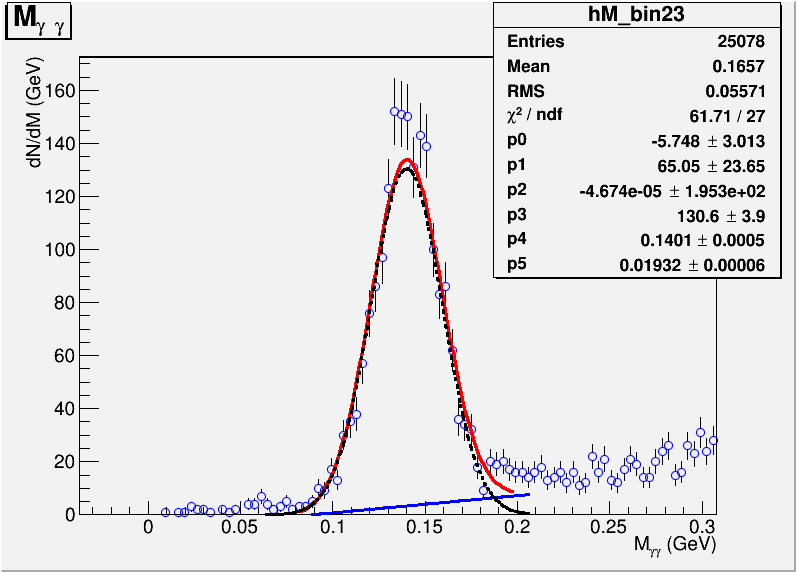 M γ γ
hM_bin23
Entries 25078
Mean 0.1657
RMS 0.05571
χ² / ndf 61.71 / 27
p0 -5.748 ± 3.013
p1 65.05 ± 23.65
p2 -4.674e-05 ± 1.953e+02
p3 130.6 ± 3.9
p4 0.1401 ± 0.0005
p5 0.01932 ± 0.00006
dN/dM (GeV)
160
140
120
100
80
60
40
20
0
0 0.05 0.1 0.15 0.2 0.25 0.3
Mγγ (GeV)